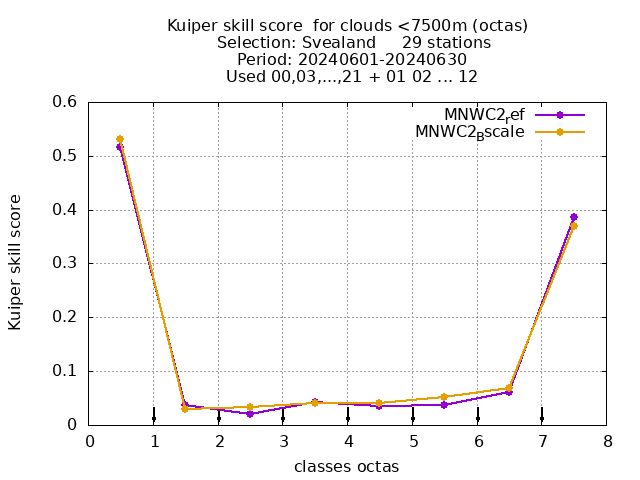 Kuiper skill score  for clouds <7500m (octas)
Selection: Svealand     29 stations
Period: 20240601-20240630
Used 00,03,...,21 + 01 02 ... 12
MNWC2_ref
MNWC2_Bscale
0.6
0.5
0.4
0.3
0.2
0.1
0
Kuiper skill score
0 1 2 3 4 5 6 7 8
classes octas